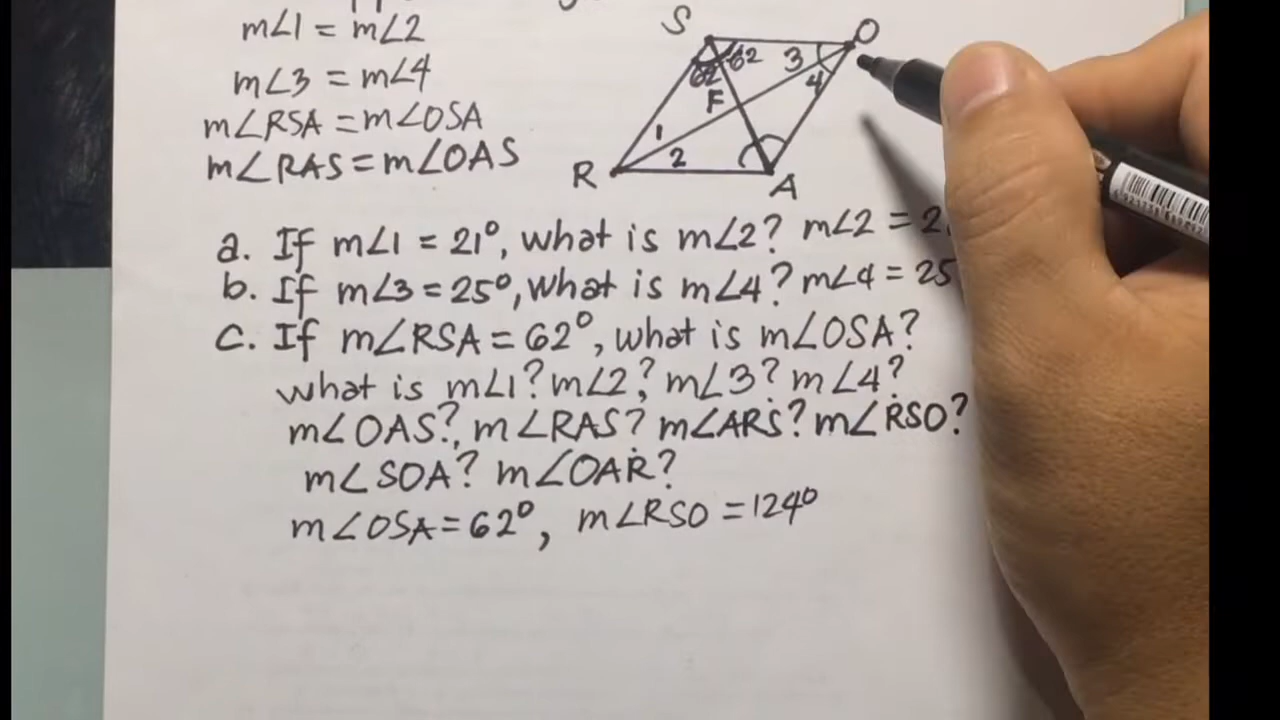 m∠1 = m∠2
m∠3 = m∠4
m∠RSA = m∠OSA
m∠RAS = m∠OAS
S
O
62
62
3
4
F
1
2
R
A
a. If m∠1 = 21°, what is m∠2? m∠2 = 2
b. If m∠3 = 25°, what is m∠4? m∠4 = 25
c. If m∠RSA = 62°, what is m∠OSA?
what is m∠1? m∠2? m∠3? m∠4?
m∠OAS? m∠RAS? m∠ARS? m∠RSO?
m∠SOA? m∠OAR?
m∠OSA = 62°, m∠RSO = 124°